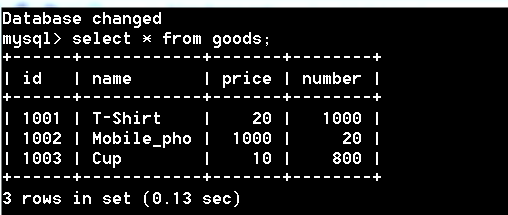 Database changed
mysql> select * from goods;
+------+------------+-------+--------+
| id   | name       | price | number |
+------+------------+-------+--------+
| 1001 | T-Shirt    |    20 |   1000 |
| 1002 | Mobile_pho |  1000 |     20 |
| 1003 | Cup        |    10 |    800 |
+------+------------+-------+--------+
3 rows in set (0.13 sec)